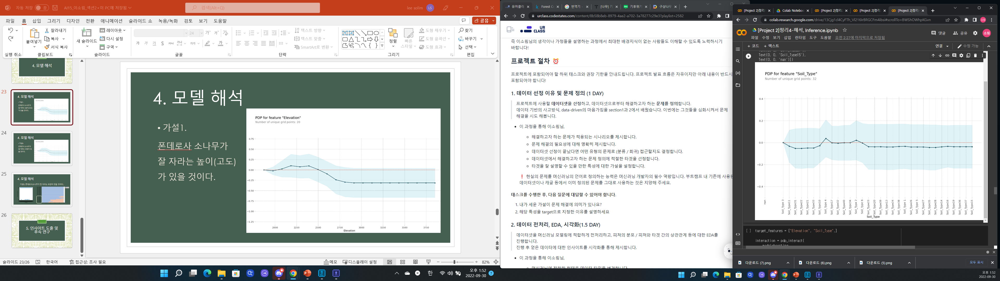 자동 저장 끔 AI15_이소림_섹션2 • 이 PC에 저장됨 검색(Alt+Q) lee solim LS
파일 홈 삽입 그리기 디자인 전환 애니메이션 슬라이드 쇼 녹음/녹화 검토 보기 도움말 공유
붙여넣기 잘라내기 복사 서식 복사 새 슬라이드 레이아웃 다시 설정 구역
24 텍스트 방향 텍스트 맞춤 SmartArt로 변환
정렬 빠른 스타일 도형 채우기 도형 윤곽선 도형 효과 찾기 바꾸기 선택
실행 취소 클립보드 슬라이드 글꼴 단락 그리기 편집
4. 모델 해석
23
4. 모델 해석
24
4. 모델 해석
25
4. 모델 해석
26
5. 인사이트 도출 및
후속 연구
4. 모델 해석
• 가설1.
폰데로사 소나무가
잘 자라는 높이(고도)
가 있을 것이다.
PDP for feature "Elevation"
Number of unique grid points: 20
0.75
0.50
0.25
0.00
−0.25
−0.50
−0.75
−1.00
−1.25
2000 2250 2500 2750 3000 3250 3500 3750
Elevation
슬라이드 23/26 한국어 접근성: 조사 필요 메모 디스플레이 설정 82%
한 오후 1:52
2022-09-30 7
유어클래 Forest C 번역기 - [나무] 기 기후위기 구상나무
urclass.codestates.com/content/8b58b8eb-8979-4ae2-a702-3a78277c29e3?playlist=2582
UR
CLASS
즉 이소림님의 생각이나 가정들을 설명하는 과정에서 최대한 배경지식이 없는 사람들도 이해할 수 있도록 노력하시기
바랍니다!
프로젝트 절차 ⏰
프로젝트에 포함되어야 할 하위 태스크와 권장 기한을 안내드립니다. 프로젝트 발표 흐름은 자유이지만 아래 내용이 반드시
포함되어야 합니다!
1. 데이터 선정 이유 및 문제 정의 (1 DAY)
프로젝트에 사용할 데이터셋을 선정하고, 데이터셋으로부터 해결하고자 하는 문제를 정의합니다.
데이터 기반의 사고방식, data-driven의 마음가짐을 section1과 2에서 배웠습니다. 이번에는 그것들을 심화시켜서 문제
해결을 시도 해봅니다.
• 이 과정을 통해 이소림님,
◦ 해결하고자 하는 문제가 적용되는 시나리오를 제시합니다.
◦ 문제 해결의 필요성에 대해 명확히 제시합니다.
◦ 데이터셋 선정이 끝났다면 어떤 유형의 문제로 (분류 / 회귀) 접근할지도 결정합니다.
◦ 데이터셋에서 해결하고자 하는 문제 정의에 적절한 타겟을 선정합니다.
◦ 타겟을 잘 설명할 수 있을 만한 특성에 대한 가설을 설정합니다.
❗ 현실의 문제를 머신러닝의 언어로 정의하는 능력은 머신러닝 개발자의 필수 역량입니다. 부트캠프 내 기존에 사용된
데이터셋이나 캐글 등에서 이미 정의된 문제를 그대로 사용하는 것은 지양해 주세요.
태스크를 수행한 후, 다음 질문에 대답할 수 있어야 합니다.
1. 내가 세운 가설이 문제 해결에 의미가 있나요?
2. 해당 특성을 target으로 지정한 이유를 설명하세요
2. 데이터 전처리, EDA, 시각화(1.5 DAY)
데이터셋을 머신러닝 모델링에 적합하게 전처리하고, 피쳐의 분포 / 피쳐와 타겟 간의 상관관계 등에 대한 EDA를
진행합니다.
진행 후 얻은 데이터에 대한 인사이트를 시각화를 통해 제시합니다.
• 이 과정을 통해 이소림님,
[Project 2]정리 Colab Notebook [Project 2]정리 [Project 2]정리 [Project 2]정리
colab.research.google.com/drive/13Cjg1cl4CyFTh_Vl216IrBRGCFm4ibsi#scrollTo=BWShOWhpKGvn
[Project 2]정리4-해석, Inference.ipynb 댓글 공유 소림
파일 수정 보기 삽입 런타임 도구 도움말 오전 2:27에 마지막으로 저장됨
+ 코드 + 텍스트 연결 수정 가능
Text(0, 0, 'Soil_Type15'),
Text(0, 0, 'nan')])
PDP for feature "Soil_Type"
Number of unique grid points: 32
0.4
0.2
0.0
−0.2
−0.4
nan Soil_Type 3 Soil_Type11 Soil_Type31 Soil_Type22 Soil_Type21 Soil_Type33 Soil_Type10 Soil_Type 4 Soil_Type17 Soil_Type32 Soil_Type40 Soil_Type34 Soil_Type 2 Soil_Type 6 Soil_Type23 Soil_Type20 Soil_Type39 Soil_Type13 Soil_Type24 Soil_Type38 Soil_Type 1 Soil_Type26 Soil_Type 5 Soil_Type27 Soil_Type35 Soil_Type28 Soil_Type14 Soil_Type16 Soil_Type19 Soil_Type36 Soil_Type37 Soil_Type15
Soil_Type
[ ] target_features = ["Elevation", "Soil_Type",]
interaction = pdp_interact(
다운로드 (7).png 다운로드 (6).png 다운로드 (5).png 모두 표시
오후 1:52
2022-09-30